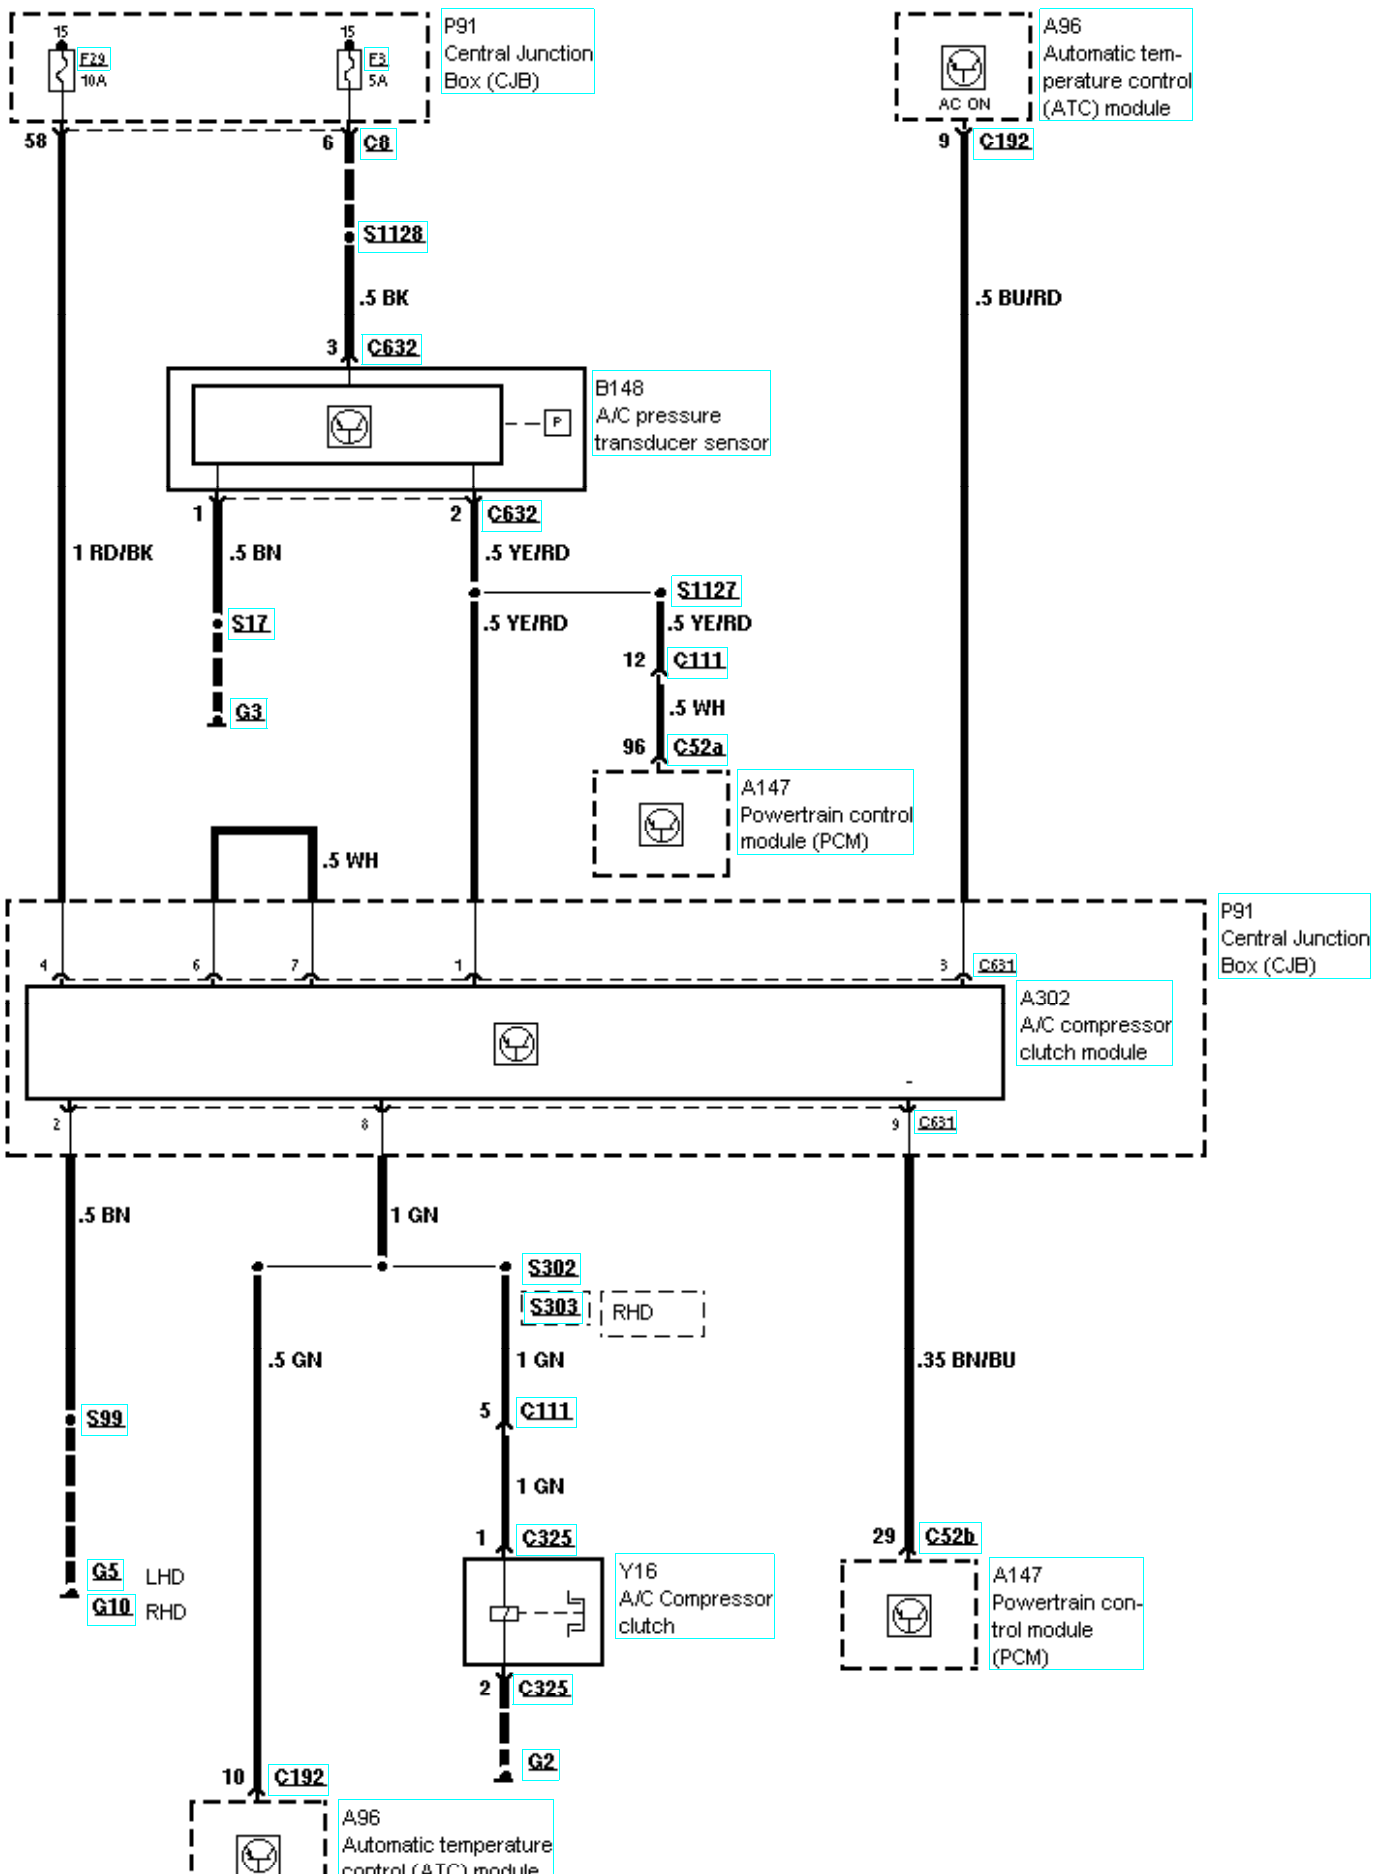 15
F29
10A
15
F3
5A
P91
Central Junction
Box (CJB)
AC ON
A96
Automatic tem-
perature control
(ATC) module
58
6
C8
9
C192
S1128
.5 BK
.5 BU/RD
3
C632
B148
A/C pressure
transducer sensor
P
1
2
C632
1 RD/BK
.5 BN
.5 YE/RD
S1127
S17
.5 YE/RD
.5 YE/RD
12
C111
G3
.5 WH
96
C52a
A147
Powertrain control
module (PCM)
.5 WH
P91
Central Junction
Box (CJB)
4
6
7
1
3
C631
A302
A/C compressor
clutch module
2
8
9
C631
.5 BN
1 GN
S302
S303
RHD
.5 GN
1 GN
.35 BN/BU
S99
5
C111
1 GN
1
C325
29
C52b
G5
LHD
G10
RHD
Y16
A/C Compressor
clutch
A147
Powertrain con-
trol module
(PCM)
2
C325
G2
10
C192
A96
Automatic temperature
control (ATC) module